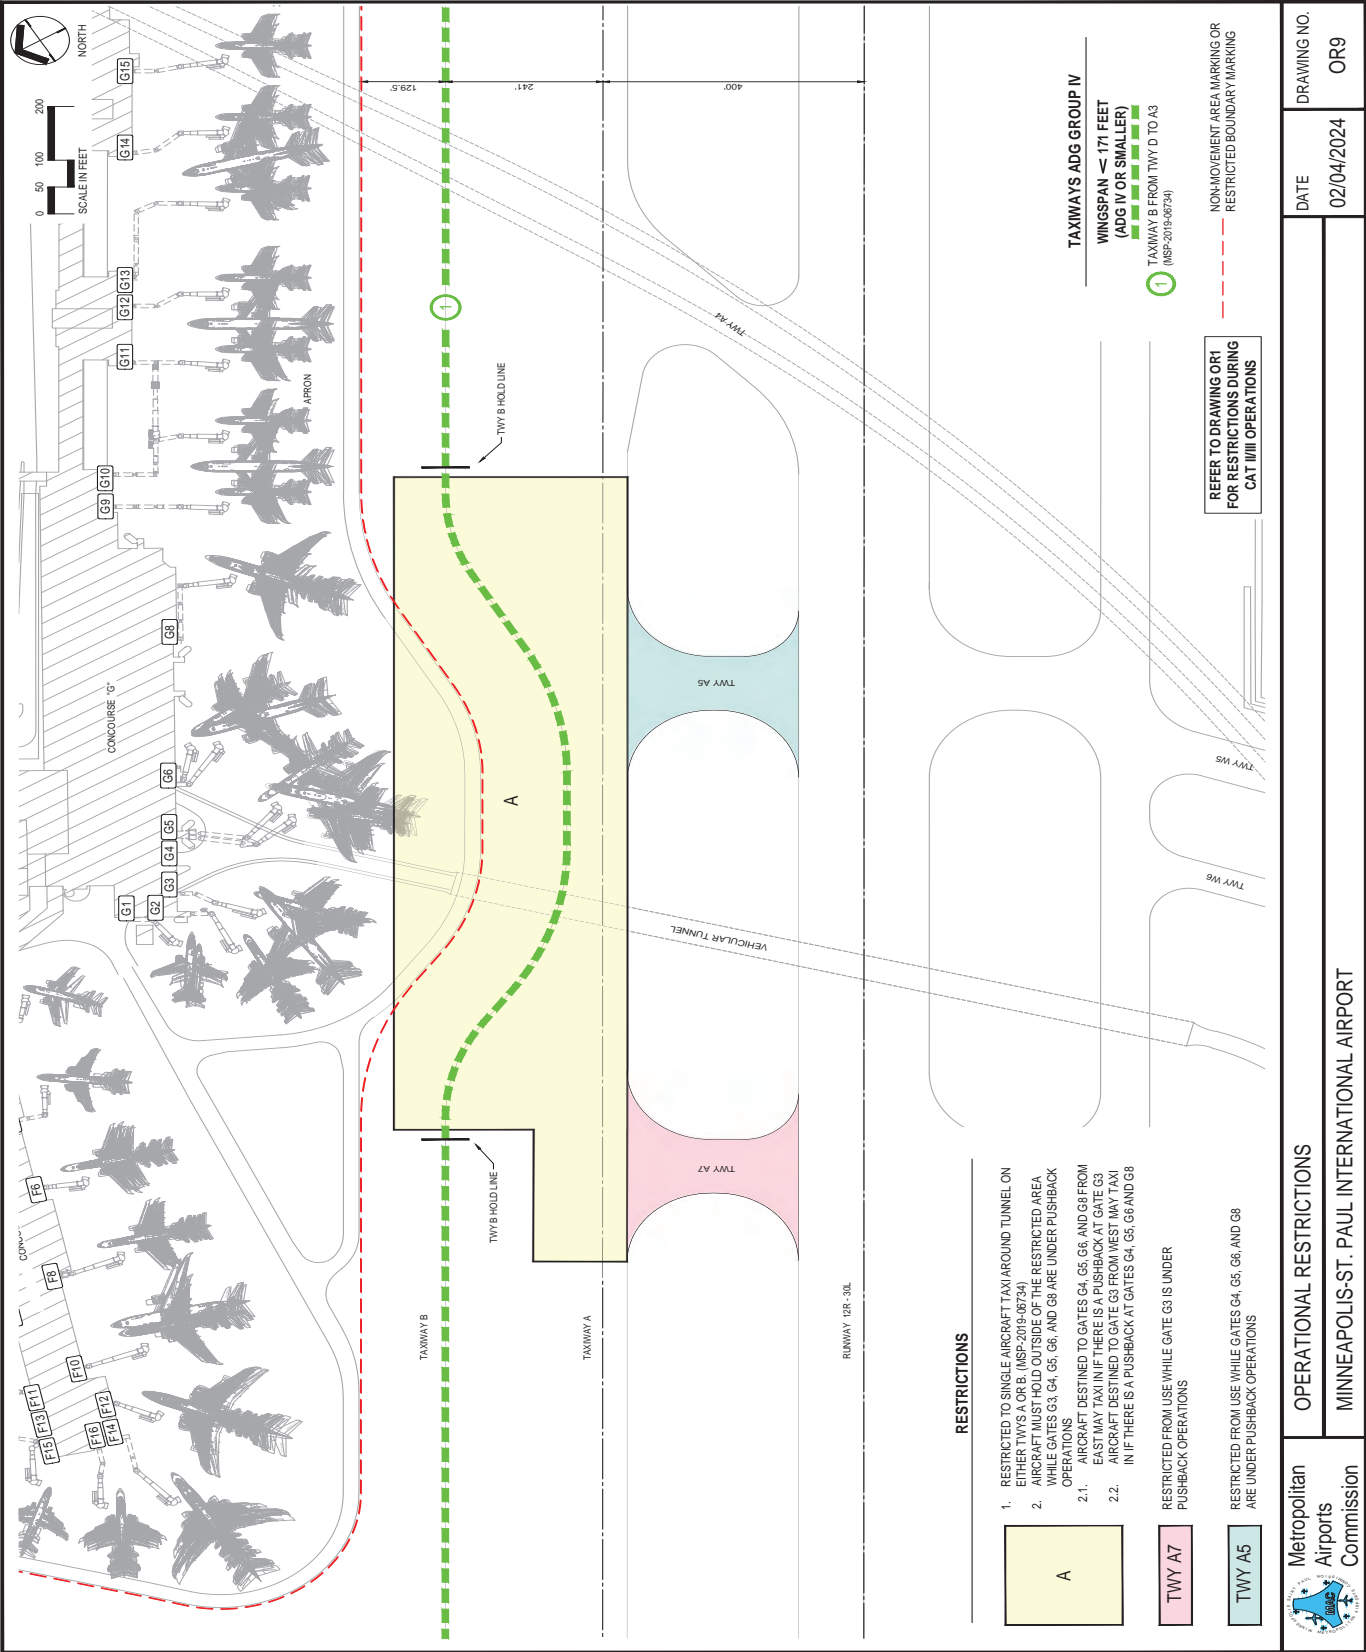 NORTH
0 50 100 200
SCALE IN FEET
G15
G14
G13
G12
G11
G10
G9
G8
G6
G5
G4
G3
G2
G1
CONCOURSE "G"
APRON
F6
F8
F10
F11
F13
F15
F12
F14
F16
129.5'
241'
400'
1
TWY B HOLD LINE
TWY B HOLD LINE
A
TAXIWAY B
TAXIWAY A
RUNWAY 12R - 30L
TWY A4
TWY A5
TWY A7
VEHICULAR TUNNEL
TWY W5
TWY W6
TAXIWAYS ADG GROUP IV
WINGSPAN < 171 FEET
(ADG IV OR SMALLER)
1 TAXIWAY B FROM TWY D TO A3
(MSP-2019-06734)
NON-MOVEMENT AREA MARKING OR
RESTRICTED BOUNDARY MARKING
REFER TO DRAWING OR1
FOR RESTRICTIONS DURING
CAT II/III OPERATIONS
RESTRICTIONS
A
1. RESTRICTED TO SINGLE AIRCRAFT TAXI AROUND TUNNEL ON
EITHER TWYS A OR B. (MSP-2019-06734)
2. AIRCRAFT MUST HOLD OUTSIDE OF THE RESTRICTED AREA
WHILE GATES G3, G4, G5, G6, AND G8 ARE UNDER PUSHBACK
OPERATIONS
2.1. AIRCRAFT DESTINED TO GATES G4, G5, G6, AND G8 FROM
EAST MAY TAXI IN IF THERE IS A PUSHBACK AT GATE G3
2.2. AIRCRAFT DESTINED TO GATE G3 FROM WEST MAY TAXI
IN IF THERE IS A PUSHBACK AT GATES G4, G5, G6 AND G8
TWY A7
RESTRICTED FROM USE WHILE GATE G3 IS UNDER
PUSHBACK OPERATIONS
TWY A5
RESTRICTED FROM USE WHILE GATES G4, G5, G6, AND G8
ARE UNDER PUSHBACK OPERATIONS
MAC
Metropolitan
Airports
Commission
OPERATIONAL RESTRICTIONS
MINNEAPOLIS-ST. PAUL INTERNATIONAL AIRPORT
DATE
02/04/2024
DRAWING NO.
OR9